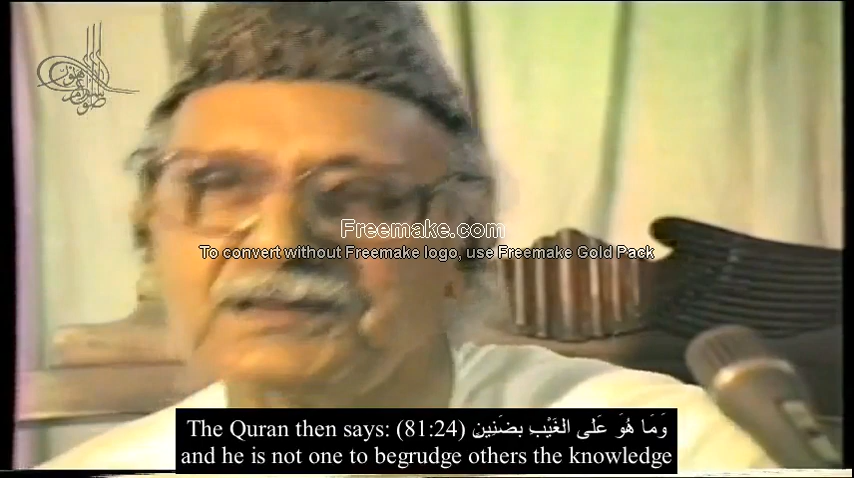 Freemake.com
To convert without Freemake logo, use Freemake Gold Pack
The Quran then says: (81:24) وَمَا هُوَ عَلى الغَيْبِ بِضَنِينٍ
and he is not one to begrudge others the knowledge